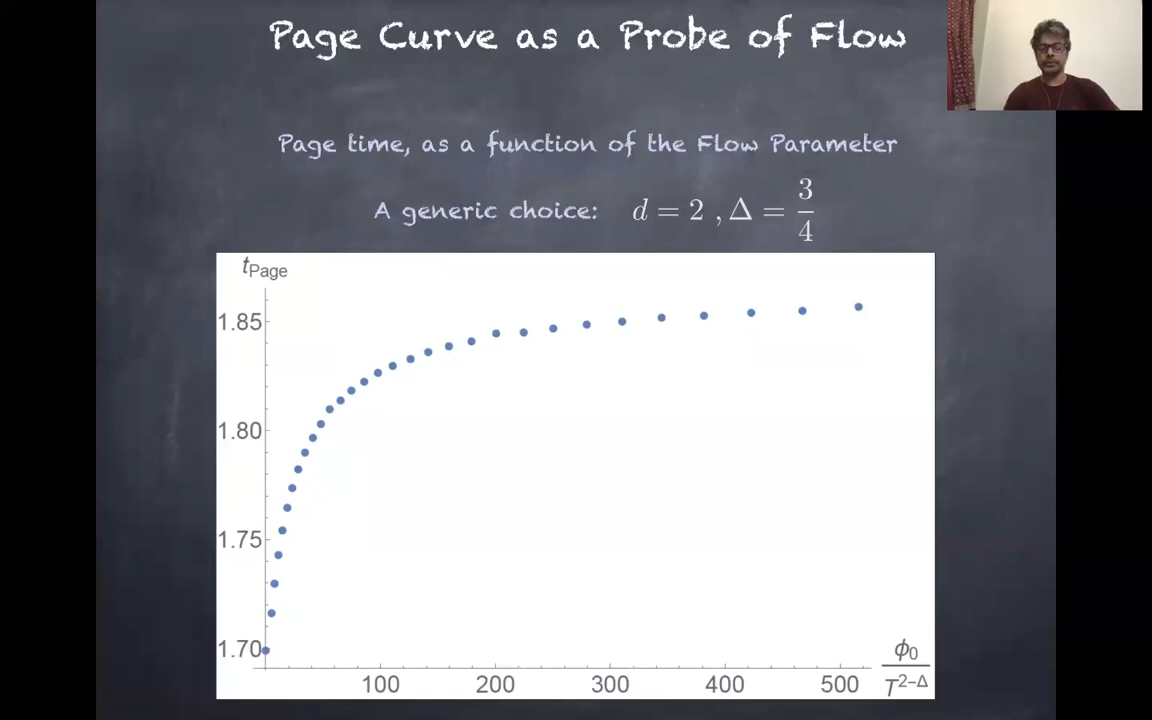 Page Curve as a Probe of Flow
Page time, as a function of the Flow Parameter
A generic choice: d = 2 , Δ = 3/4
t_Page
1.85
1.80
1.75
1.70
100 200 300 400 500
ϕ₀ / T^{2−Δ}